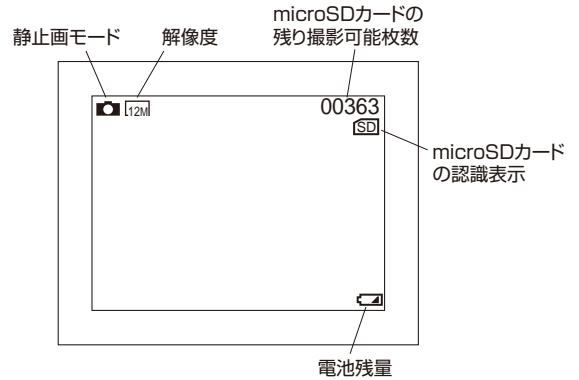 microSDカードの
残り撮影可能枚数
静止画モード
解像度
12M
00363
SD
microSDカード
の認識表示
電池残量